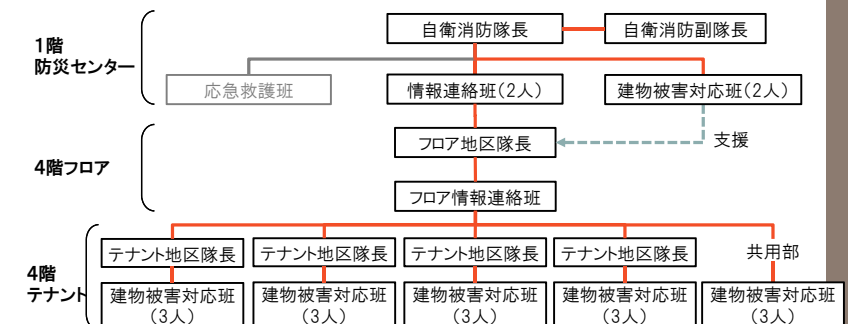 自衛消防隊長
自衛消防副隊長
1階
防災センター
応急救護班
情報連絡班(2人)
建物被害対応班(2人)
フロア地区隊長
支援
4階フロア
フロア情報連絡班
テナント地区隊長
テナント地区隊長
テナント地区隊長
テナント地区隊長
共用部
4階
テナント
建物被害対応班
(3人)
建物被害対応班
(3人)
建物被害対応班
(3人)
建物被害対応班
(3人)
建物被害対応班
(3人)